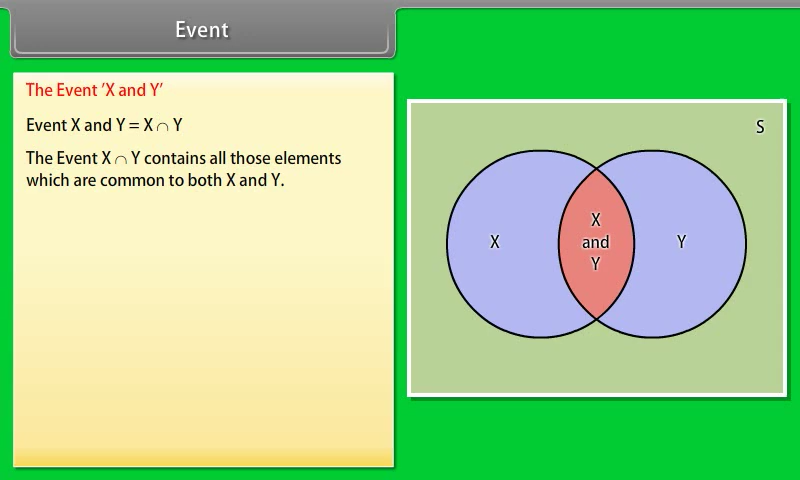 Event
The Event 'X and Y'
Event X and Y = X ∩ Y
The Event X ∩ Y contains all those elements
which are common to both X and Y.
S
X
X
and
Y
Y